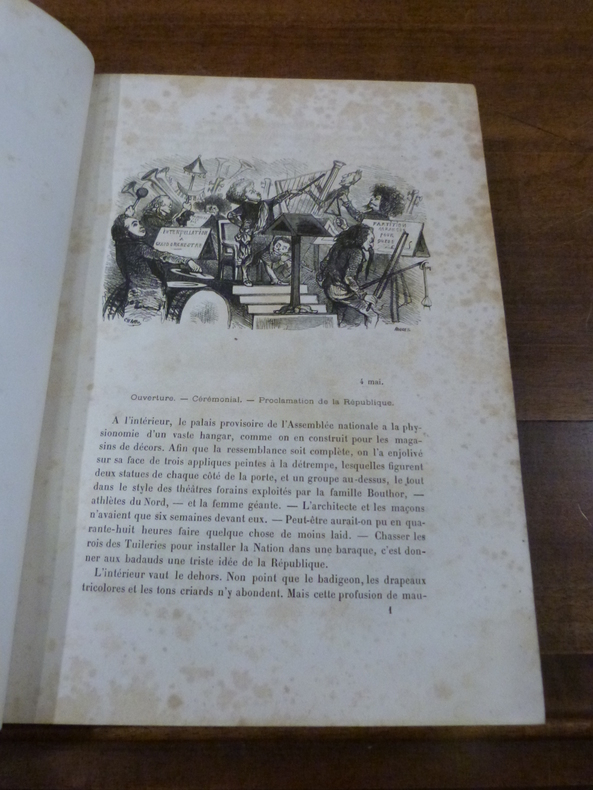 INTERPELLATION
PARTITION
4 mai.
Ouverture. — Cérémonial. — Proclamation de la République.
A l'intérieur, le palais provisoire de l'Assemblée nationale a la phy-
sionomie d'un vaste hangar, comme on en construit pour les maga-
sins de décors. Afin que la ressemblance soit complète, on l'a enjolivé
sur sa face de trois appliques peintes à la détrempe, lesquelles figurent
deux statues de chaque côté de la porte, et un groupe au-dessus, le tout
dans le style des théâtres forains exploités par la famille Bouthor, —
athlètes du Nord, — et la femme géante. — L'architecte et les maçons
n'avaient que six semaines devant eux. — Peut-être aurait-on pu en qua-
rante-huit heures faire quelque chose de moins laid. — Chasser les
rois des Tuileries pour installer la Nation dans une baraque, c'est don-
ner aux badauds une triste idée de la République.
L'intérieur vaut le dehors. Non point que le badigeon, les drapeaux
tricolores et les tons criards n'y abondent. Mais cette profusion de mau-
1